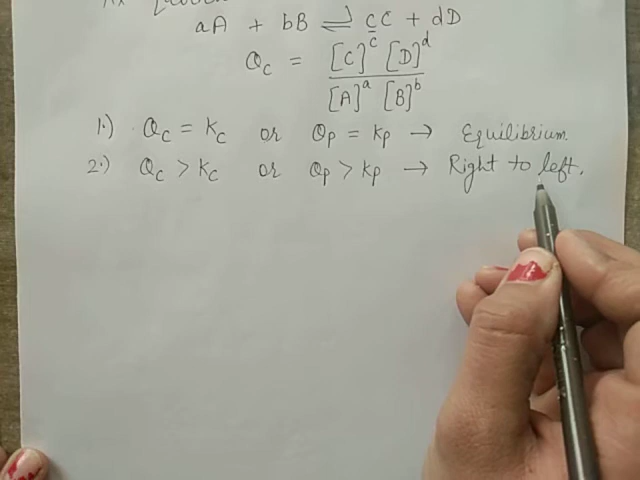 aA + bB ⇌ cC + dD
Qc = [C]^c [D]^d / [A]^a [B]^b
1.) Qc = Kc or Qp = Kp → Equilibrium.
2.) Qc > Kc or Qp > Kp → Right to left.